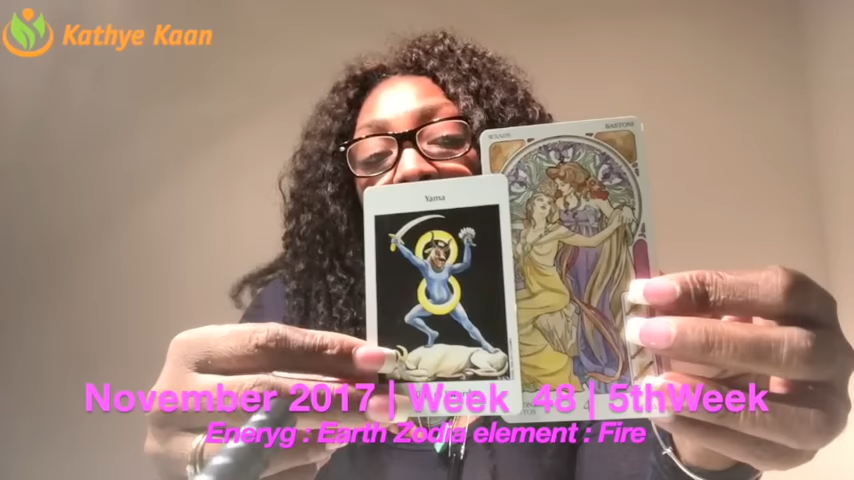 Kathye Kaan
WANDS
BASTONI
Yama
November 2017 | Week 48 | 5thWeek
Eneryg : Earth Zodia element : Fire